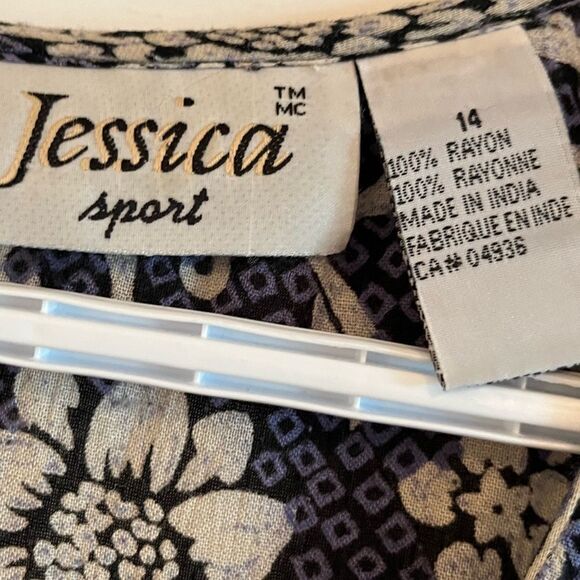 Jessica
TM
MC
sport
14
100% RAYON
100% RAYONNE
MADE IN INDIA
FABRIQUE EN INDE
CA# 04936